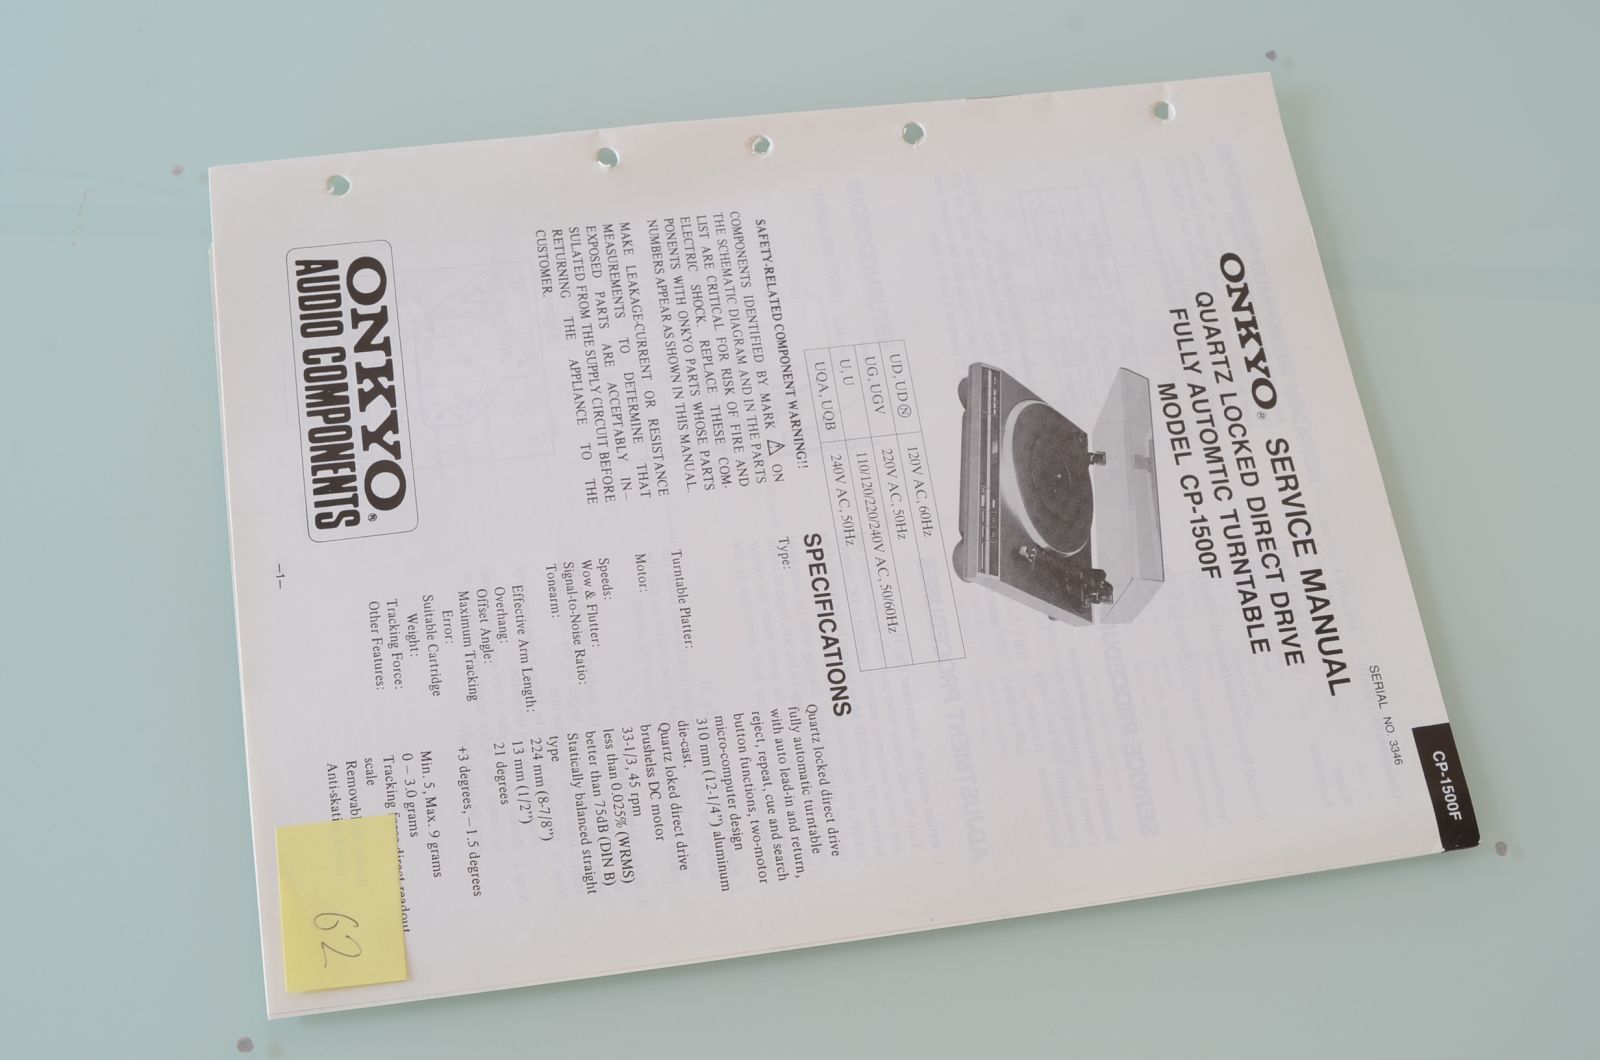 SERIAL NO. 3346
CP-1500F
ONKYO® SERVICE MANUAL
QUARTZ LOCKED DIRECT DRIVE
FULLY AUTOMTIC TURNTABLE
MODEL CP-1500F
UD, UD Ⓝ 120V AC, 60Hz
UG, UGV 220V AC, 50Hz
U, U 110/120/220/240V AC, 50/60Hz
UQA, UQB 240V AC, 50Hz
SAFETY-RELATED COMPONENT WARNING!!
COMPONENTS IDENTIFIED BY MARK ⚠ ON
THE SCHEMATIC DIAGRAM AND IN THE PARTS
LIST ARE CRITICAL FOR RISK OF FIRE AND
ELECTRIC SHOCK. REPLACE THESE COM-
PONENTS WITH ONKYO PARTS WHOSE PARTS
NUMBERS APPEAR AS SHOWN IN THIS MANUAL.
MAKE LEAKAGE-CURRENT OR RESISTANCE
MEASUREMENTS TO DETERMINE THAT
EXPOSED PARTS ARE ACCEPTABLY IN-
SULATED FROM THE SUPPLY CIRCUIT BEFORE
RETURNING THE APPLIANCE TO THE
CUSTOMER.
ONKYO®
AUDIO COMPONENTS
SPECIFICATIONS
Type: Quartz locked direct drive
fully automatic turntable
with auto lead-in and return,
reject, repeat, cue and search
button functions, two-motor
micro-computer design
Turntable Platter: 310 mm (12-1/4") aluminum
die-cast.
Motor: Quartz loked direct drive
brushelss DC motor
Speeds: 33-1/3, 45 rpm
Wow & Flutter: less than 0.025% (WRMS)
Signal-to-Noise Ratio: better than 75dB (DIN B)
Tonearm: Statically balanced straight
type
Effective Arm Length: 224 mm (8-7/8")
Overhang: 13 mm (1/2")
Offset Angle: 21 degrees
Maximum Tracking
Error: +3 degrees, −1.5 degrees
Suitable Cartridge
Weight: Min. 5, Max. 9 grams
Tracking Force: 0 – 3.0 grams
Other Features: Tracking force direct readout
scale
–1–
62